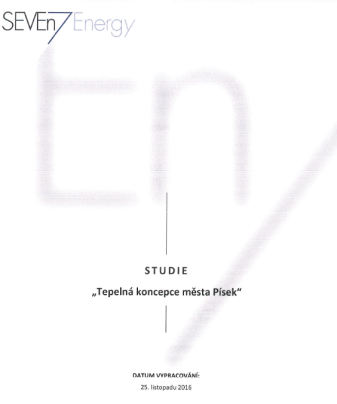 SEVEn7Energy
STUDIE
„Tepelná koncepce města Písek“
DATUM VYPRACOVÁNÍ:
25. listopadu 2016